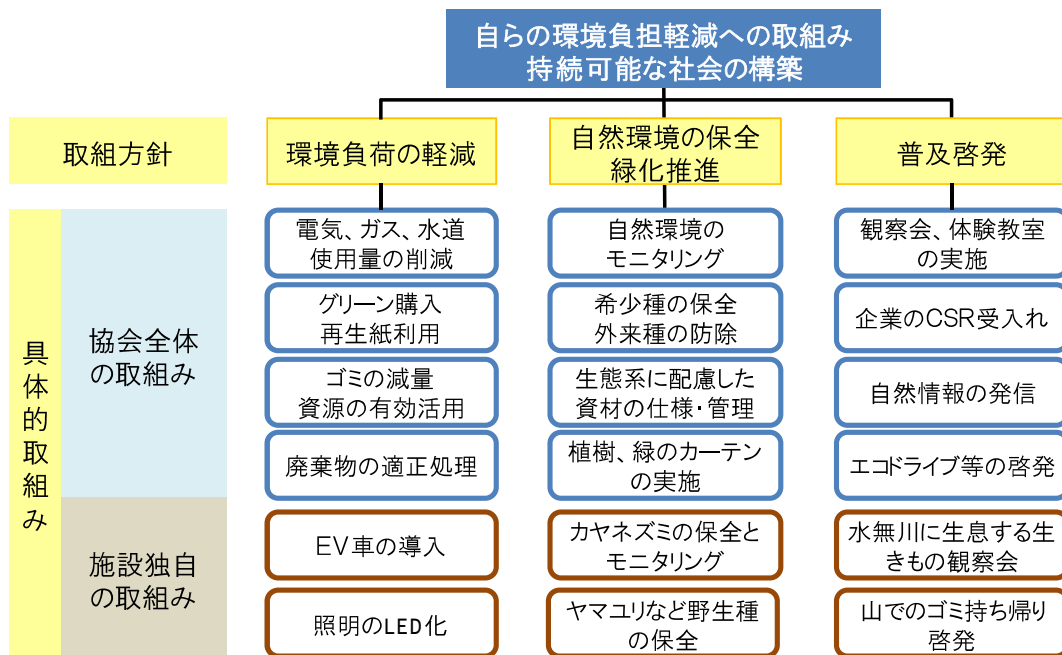 自らの環境負担軽減への取組み
持続可能な社会の構築
取組方針
環境負荷の軽減
自然環境の保全
緑化推進
普及啓発
具体的取組み
協会全体
の取組み
電気、ガス、水道
使用量の削減
自然環境の
モニタリング
観察会、体験教室
の実施
グリーン購入
再生紙利用
希少種の保全
外来種の防除
企業のCSR受入れ
ゴミの減量
資源の有効活用
生態系に配慮した
資材の仕様・管理
自然情報の発信
廃棄物の適正処理
植樹、緑のカーテン
の実施
エコドライブ等の啓発
施設独自
の取組み
EV車の導入
カヤネズミの保全と
モニタリング
水無川に生息する生
きもの観察会
照明のLED化
ヤマユリなど野生種
の保全
山でのゴミ持ち帰り
啓発